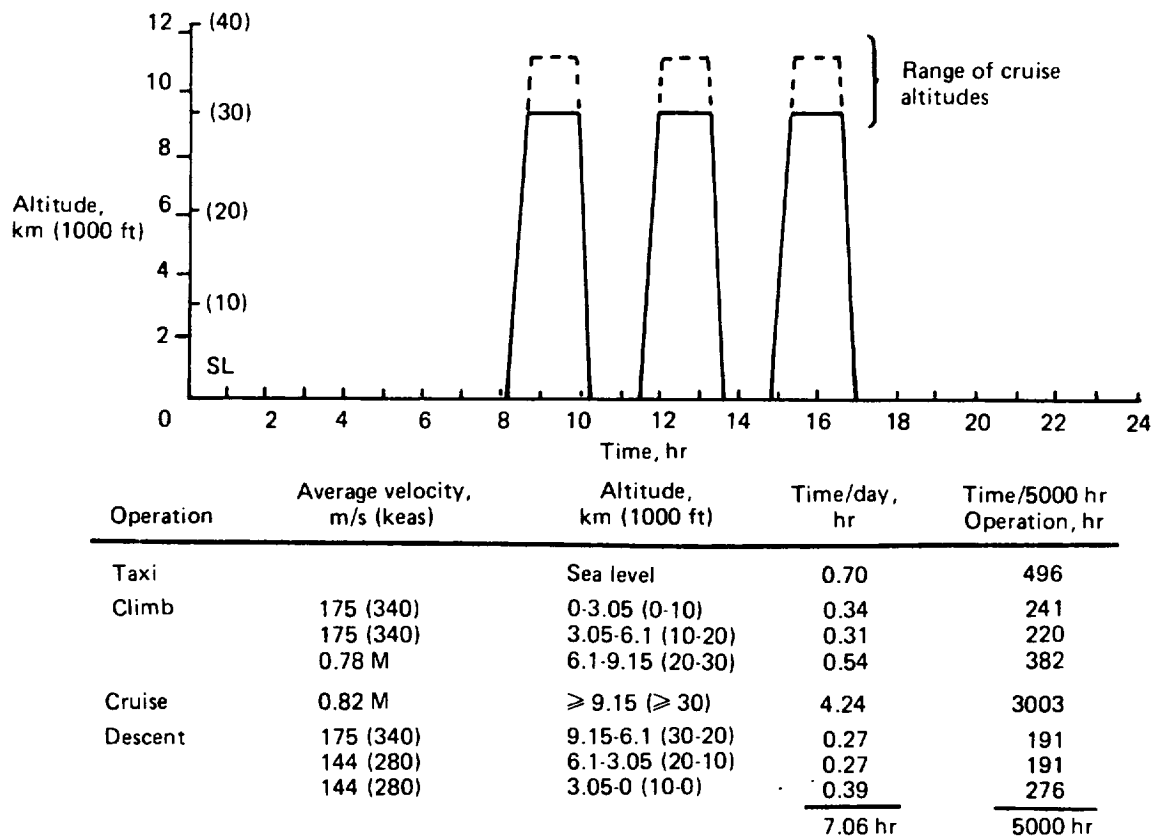 12 (40)
10
(30)
8
6
(20)
4
(10)
2
SL
0
Altitude,
km (1000 ft)
Range of cruise
altitudes
0 2 4 6 8 10 12 14 16 18 20 22 24
Time, hr
Operation Average velocity, m/s (keas) Altitude, km (1000 ft) Time/day, hr Time/5000 hr Operation, hr
Taxi Sea level 0.70 496
Climb 175 (340) 0-3.05 (0-10) 0.34 241
175 (340) 3.05-6.1 (10-20) 0.31 220
0.78 M 6.1-9.15 (20-30) 0.54 382
Cruise 0.82 M ⩾ 9.15 (⩾ 30) 4.24 3003
Descent 175 (340) 9.15-6.1 (30-20) 0.27 191
144 (280) 6.1-3.05 (20-10) 0.27 191
144 (280) 3.05-0 (10-0) 0.39 276
7.06 hr 5000 hr